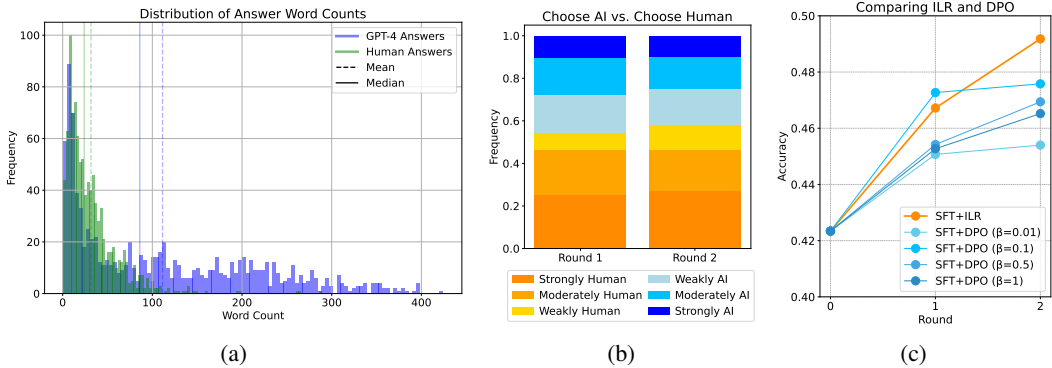 Distribution of Answer Word Counts
Frequency
100
80
60
40
20
0
0
100
200
300
400
Word Count
GPT-4 Answers
Human Answers
Mean
Median
(a)
Choose AI vs. Choose Human
Frequency
1.0
0.8
0.6
0.4
0.2
0.0
Round 1
Round 2
Strongly Human
Moderately Human
Weakly Human
Weakly AI
Moderately AI
Strongly AI
(b)
Comparing ILR and DPO
Accuracy
0.50
0.48
0.46
0.44
0.42
0.40
0
1
2
Round
SFT+ILR
SFT+DPO (β=0.01)
SFT+DPO (β=0.1)
SFT+DPO (β=0.5)
SFT+DPO (β=1)
(c)